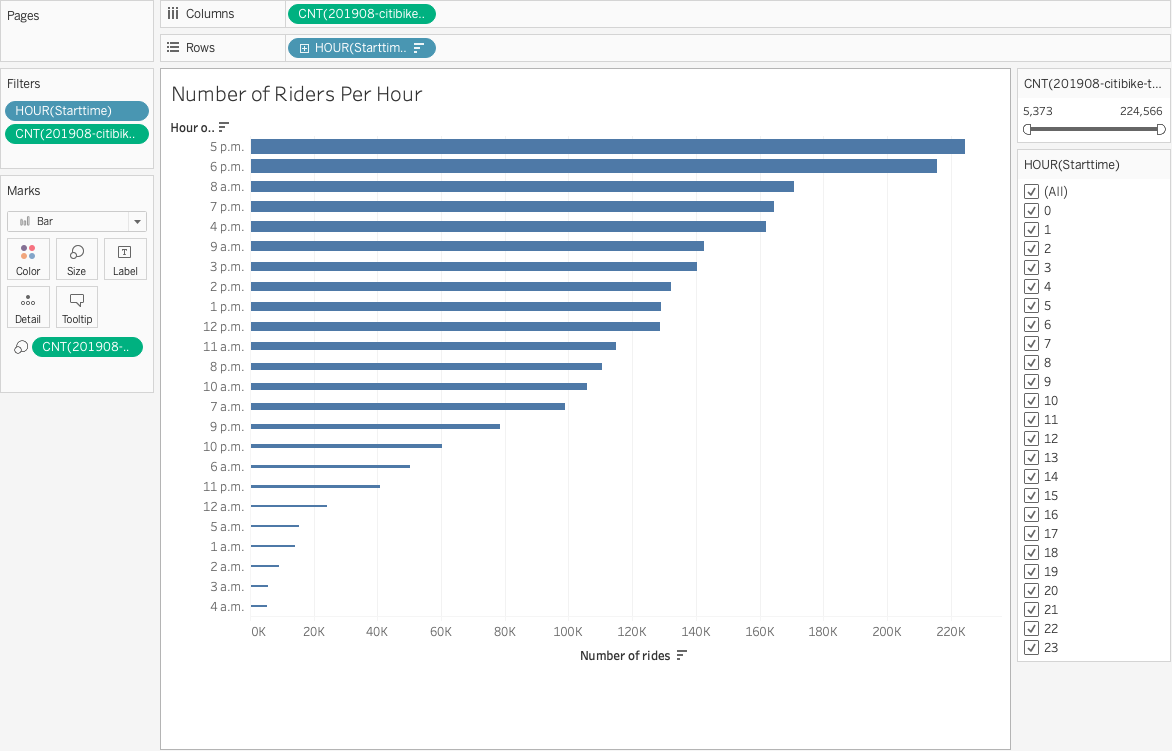 Pages
Columns
CNT(201908-citibike..
Rows
HOUR(Starttim..
Filters
HOUR(Starttime)
CNT(201908-citibik..
Marks
Bar
Color
Size
Label
Detail
Tooltip
CNT(201908-..
Number of Riders Per Hour
Hour o..
5 p.m.
6 p.m.
8 a.m.
7 p.m.
4 p.m.
9 a.m.
3 p.m.
2 p.m.
1 p.m.
12 p.m.
11 a.m.
8 p.m.
10 a.m.
7 a.m.
9 p.m.
10 p.m.
6 a.m.
11 p.m.
12 a.m.
5 a.m.
1 a.m.
2 a.m.
3 a.m.
4 a.m.
0K 20K 40K 60K 80K 100K 120K 140K 160K 180K 200K 220K
Number of rides
CNT(201908-citibike-t...
5,373 224,566
HOUR(Starttime)
(All)
0
1
2
3
4
5
6
7
8
9
10
11
12
13
14
15
16
17
18
19
20
21
22
23